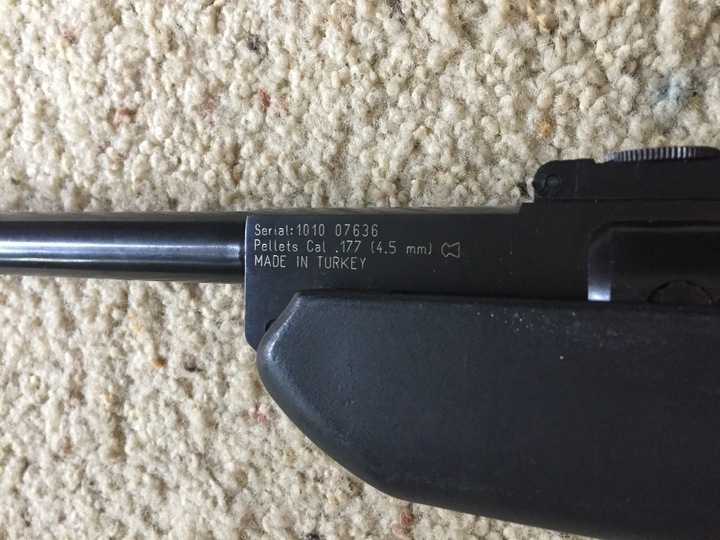 Serial:1010 07636
Pellets Cal .177 (4.5 mm)
MADE IN TURKEY